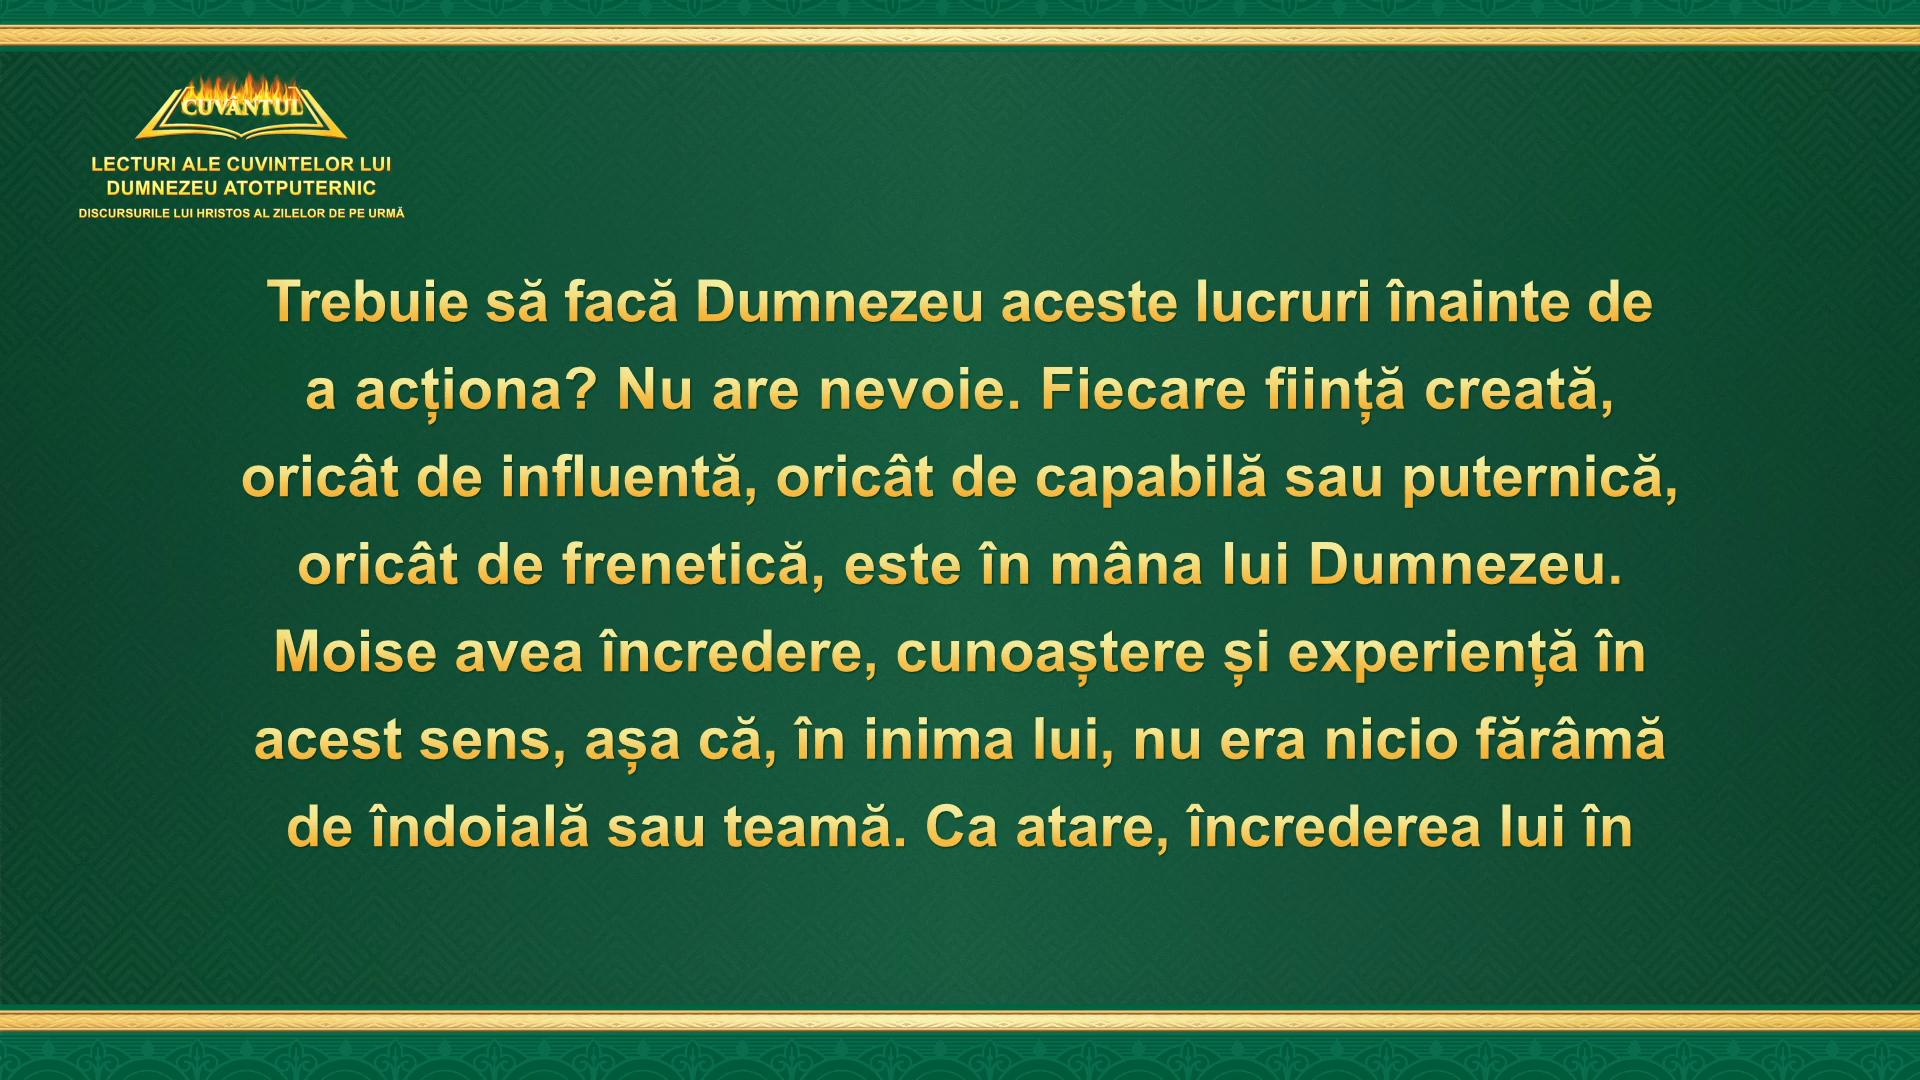 CUVÂNTUL
LECTURI ALE CUVINTELOR LUI
DUMNEZEU ATOTPUTERNIC
DISCURSURILE LUI HRISTOS AL ZILELOR DE PE URMĂ
Trebuie să facă Dumnezeu aceste lucruri înainte de
a acționa? Nu are nevoie. Fiecare ființă creată,
oricât de influentă, oricât de capabilă sau puternică,
oricât de frenetică, este în mâna lui Dumnezeu.
Moise avea încredere, cunoaștere și experiență în
acest sens, așa că, în inima lui, nu era nicio fărâmă
de îndoială sau teamă. Ca atare, încrederea lui în